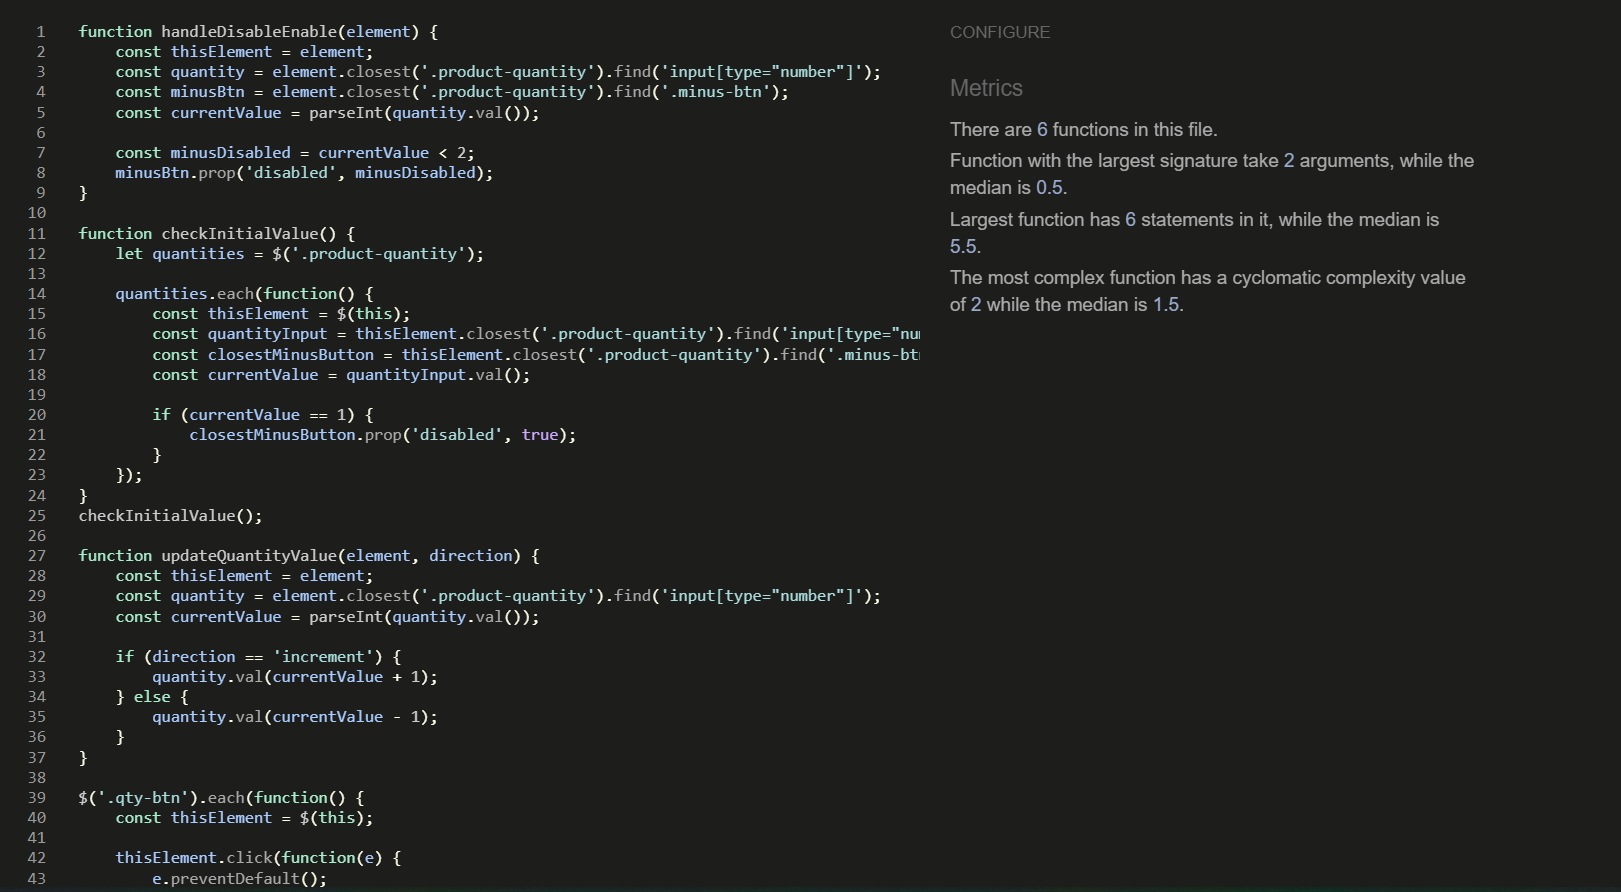 1 function handleDisableEnable(element) {
2     const thisElement = element;
3     const quantity = element.closest('.product-quantity').find('input[type="number"]');
4     const minusBtn = element.closest('.product-quantity').find('.minus-btn');
5     const currentValue = parseInt(quantity.val());
6
7     const minusDisabled = currentValue < 2;
8     minusBtn.prop('disabled', minusDisabled);
9 }
10
11 function checkInitialValue() {
12     let quantities = $('.product-quantity');
13
14     quantities.each(function() {
15         const thisElement = $(this);
16         const quantityInput = thisElement.closest('.product-quantity').find('input[type="nu
17         const closestMinusButton = thisElement.closest('.product-quantity').find('.minus-bt
18         const currentValue = quantityInput.val();
19
20         if (currentValue == 1) {
21             closestMinusButton.prop('disabled', true);
22         }
23     });
24 }
25 checkInitialValue();
26
27 function updateQuantityValue(element, direction) {
28     const thisElement = element;
29     const quantity = element.closest('.product-quantity').find('input[type="number"]');
30     const currentValue = parseInt(quantity.val());
31
32     if (direction == 'increment') {
33         quantity.val(currentValue + 1);
34     } else {
35         quantity.val(currentValue - 1);
36     }
37 }
38
39 $('.qty-btn').each(function() {
40     const thisElement = $(this);
41
42     thisElement.click(function(e) {
43         e.preventDefault();
CONFIGURE
Metrics
There are 6 functions in this file.
Function with the largest signature take 2 arguments, while the
median is 0.5.
Largest function has 6 statements in it, while the median is
5.5.
The most complex function has a cyclomatic complexity value
of 2 while the median is 1.5.